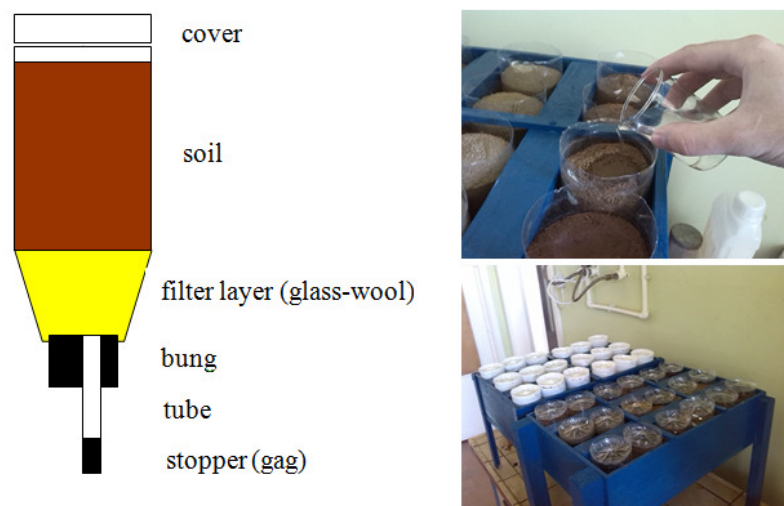 cover
soil
filter layer (glass-wool)
bung
tube
stopper (gag)